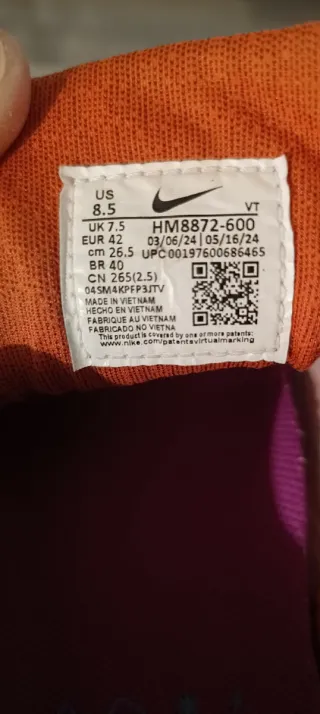 US
8.5
VT
UK 7.5
HM8872-600
EUR 42
03/06/24 | 05/16/24
cm 26.5
UPC00197600686465
BR 40
CN 265(2.5)
04SM4KPFP3JTV
MADE IN VIETNAM
HECHO EN VIETNAM
FABRIQUE AU VIETNAM
FABRICADO NO VIETNA
This product is covered by one or more patents:
www.nike.com/patentsvirtualmarking